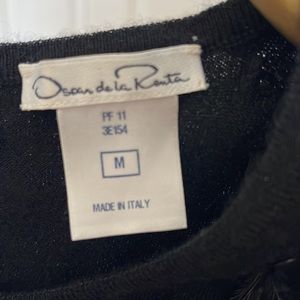 Oscar de la Renta
PF 11
3E154
M
MADE IN ITALY